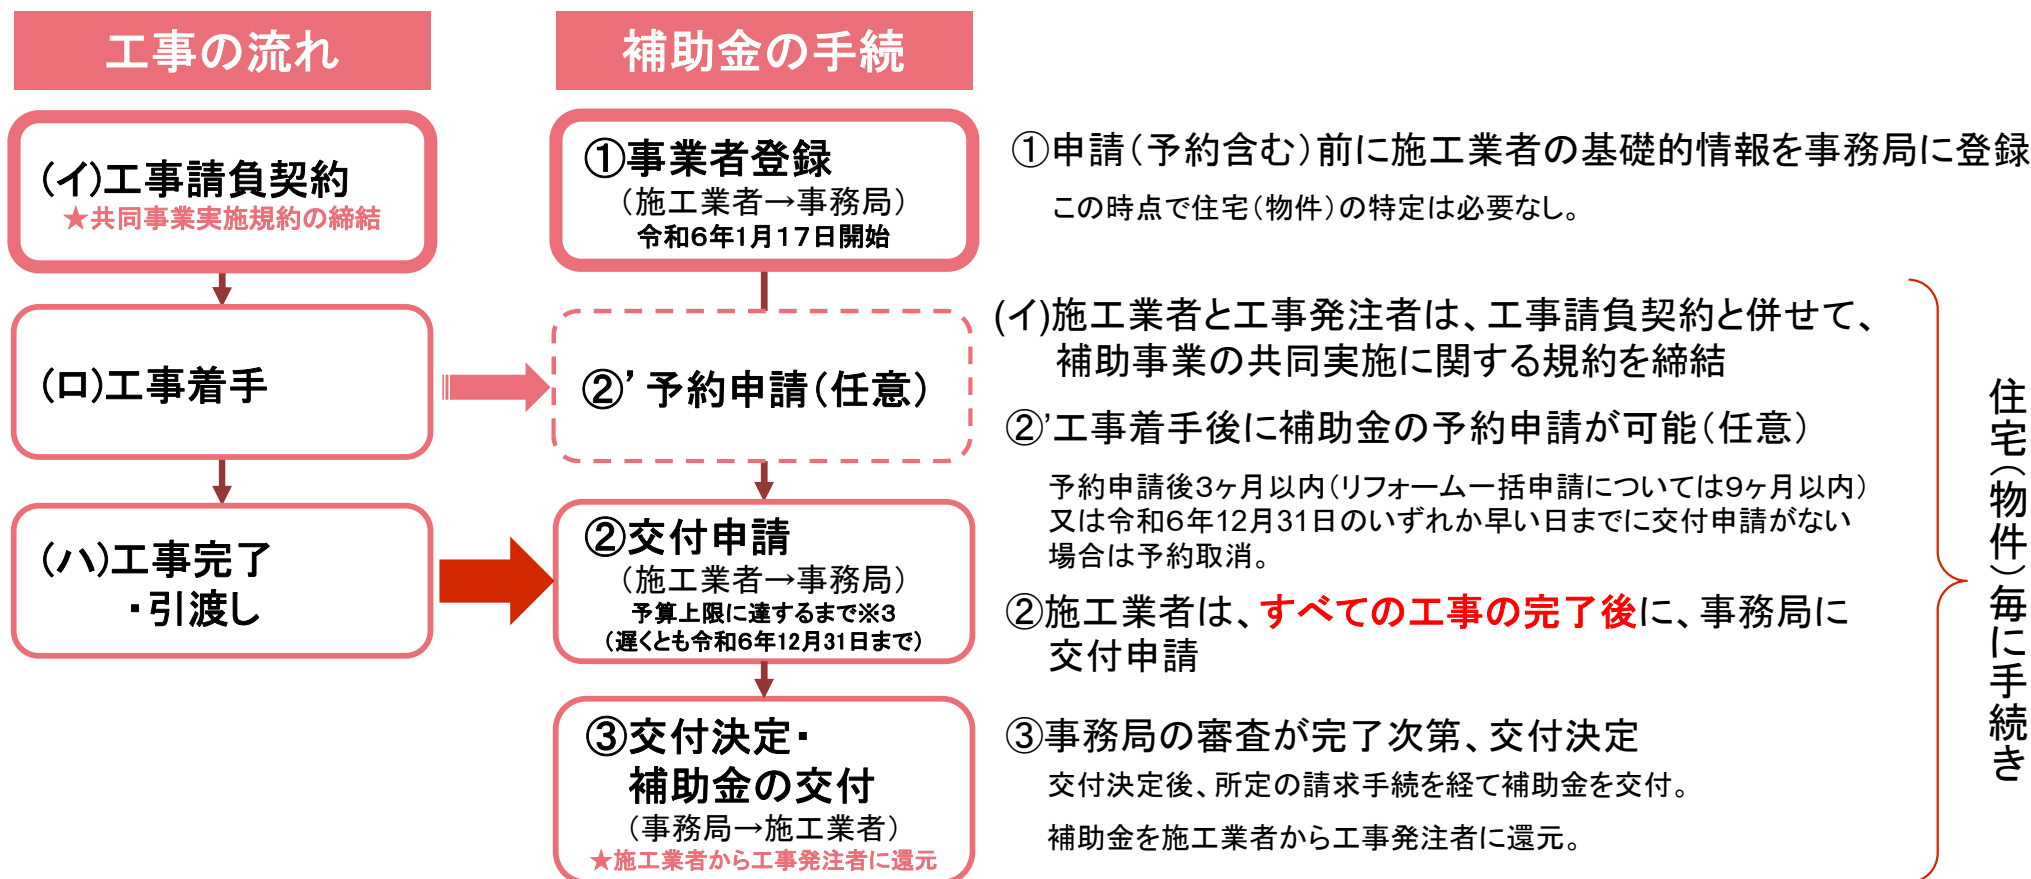 工事の流れ
(イ)工事請負契約
★共同事業実施規約の締結
(ロ)工事着手
(ハ)工事完了
・引渡し
補助金の手続
①事業者登録
（施工業者→事務局）
令和６年1月１７日開始
②’予約申請（任意）
②交付申請
（施工業者→事務局）
予算上限に達するまで※３
（遅くとも令和６年12月31日まで）
③交付決定・
補助金の交付
（事務局→施工業者）
★施工業者から工事発注者に還元
①申請（予約含む）前に施工業者の基礎的情報を事務局に登録
この時点で住宅（物件）の特定は必要なし。
(イ)施工業者と工事発注者は、工事請負契約と併せて、
補助事業の共同実施に関する規約を締結
②’工事着手後に補助金の予約申請が可能（任意）
予約申請後３ヶ月以内（リフォーム一括申請については９ヶ月以内）
又は令和６年12月31日のいずれか早い日までに交付申請がない
場合は予約取消。
②施工業者は、すべての工事の完了後に、事務局に
交付申請
③事務局の審査が完了次第、交付決定
交付決定後、所定の請求手続を経て補助金を交付。
補助金を施工業者から工事発注者に還元。
住宅（物件）毎に手続き